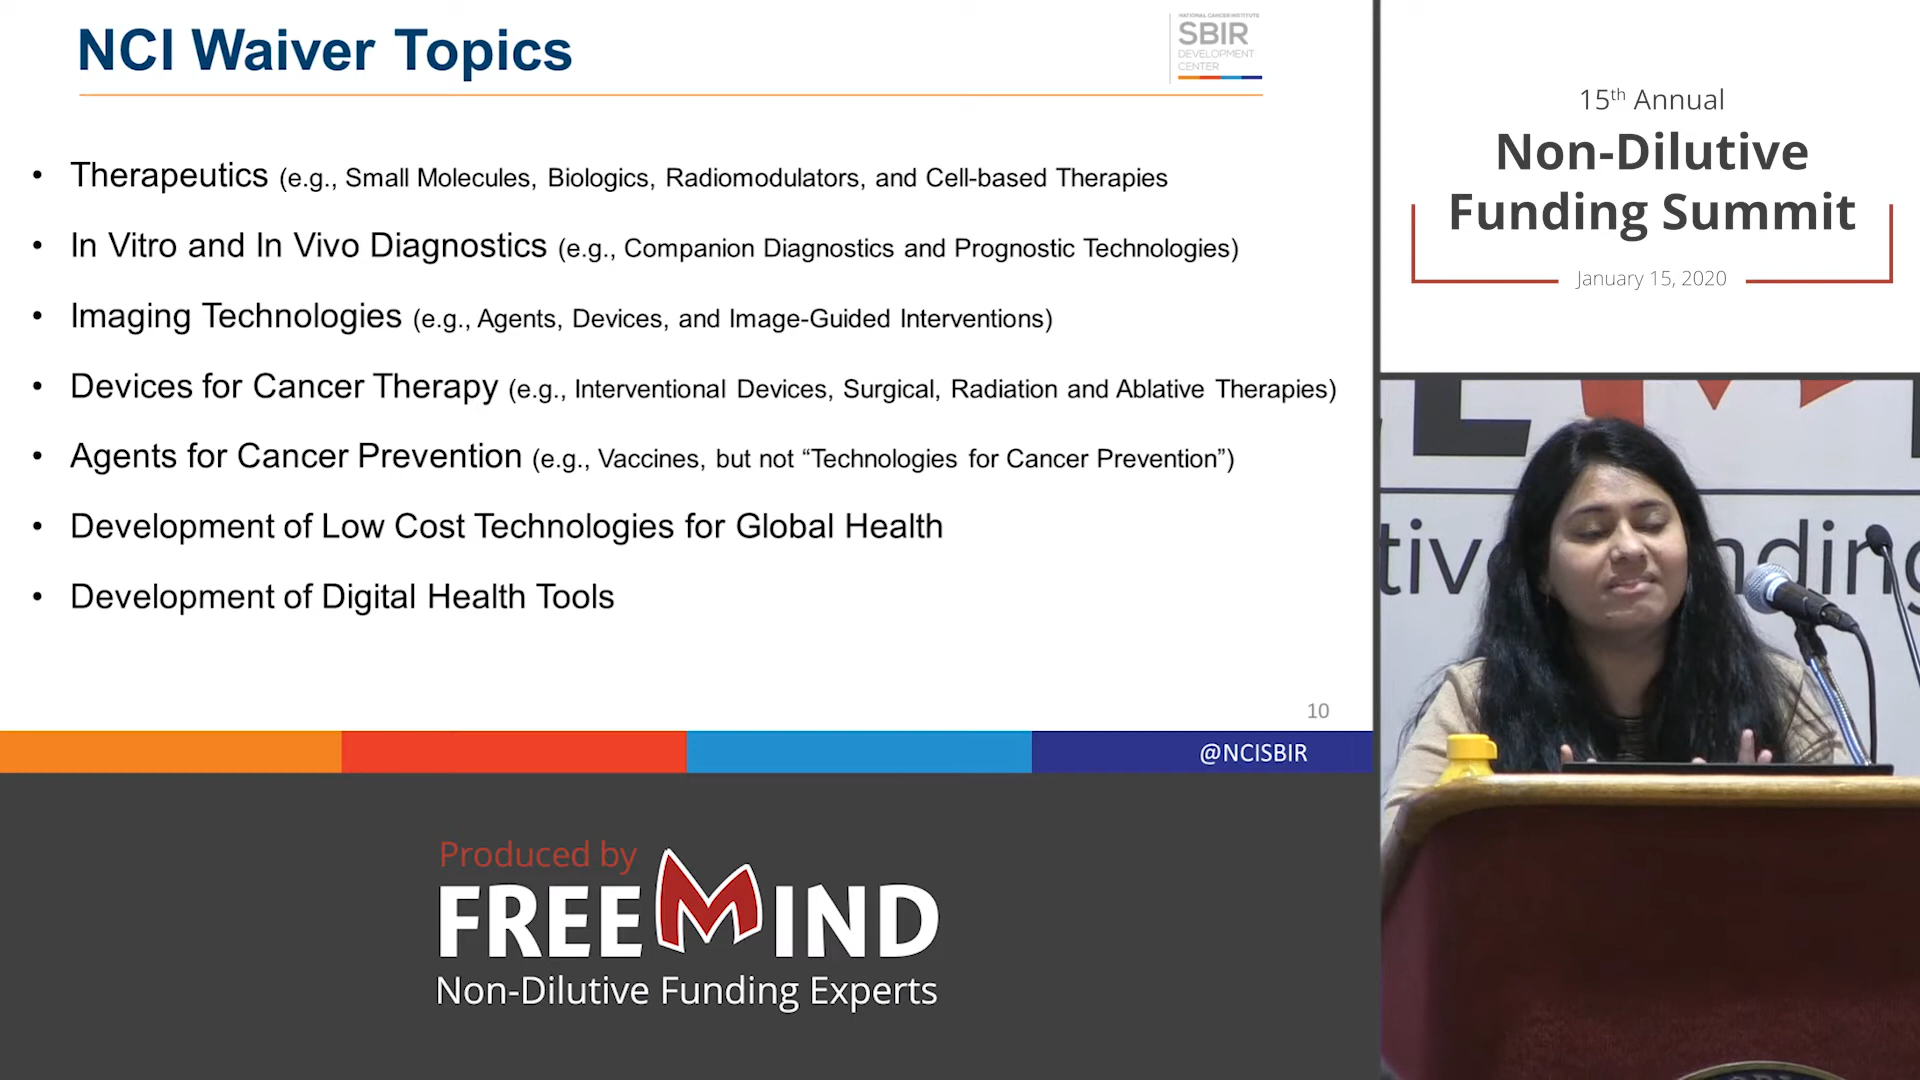 NCI Waiver Topics
NATIONAL CANCER INSTITUTE
SBIR
DEVELOPMENT
CENTER
• Therapeutics (e.g., Small Molecules, Biologics, Radiomodulators, and Cell-based Therapies
• In Vitro and In Vivo Diagnostics (e.g., Companion Diagnostics and Prognostic Technologies)
• Imaging Technologies (e.g., Agents, Devices, and Image-Guided Interventions)
• Devices for Cancer Therapy (e.g., Interventional Devices, Surgical, Radiation and Ablative Therapies)
• Agents for Cancer Prevention (e.g., Vaccines, but not “Technologies for Cancer Prevention”)
• Development of Low Cost Technologies for Global Health
• Development of Digital Health Tools
10
@NCISBIR
Produced by
FREEMIND
Non-Dilutive Funding Experts
15th Annual
Non-Dilutive
Funding Summit
January 15, 2020